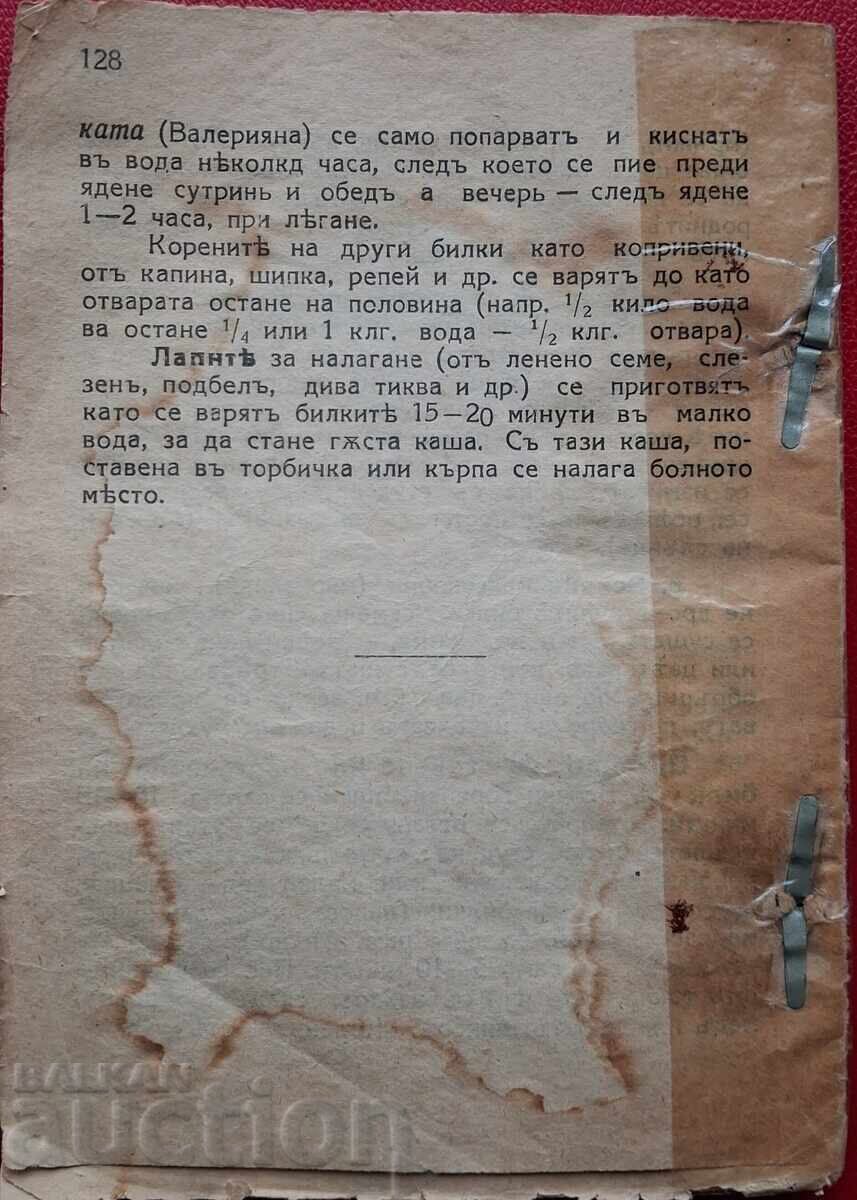 128
ката (Валерияна) се само попарватъ и киснатъ
въ вода нѣколкд часа, следъ което се пие преди
ядене сутринь и обедъ а вечерь — следъ ядене
1—2 часа, при лѣгане.
Коренитѣ на други билки като копривени,
отъ капина, шипка, репей и др. се варятъ до като
отварата остане на половина (напр. 1/2 кило вода
ва остане 1/4 или 1 клг. вода — 1/2 клг. отвара).
Лапитѣ за налагане (отъ ленено семе, сле-
зенъ, подбелъ, дива тиква и др.) се приготвятъ
като се варятъ билкитѣ 15—20 минути въ малко
вода, за да стане гѫста каша. Съ тази каша, по-
ставена въ торбичка или кърпа се налага болното
мѣсто.
BALKAN
auction